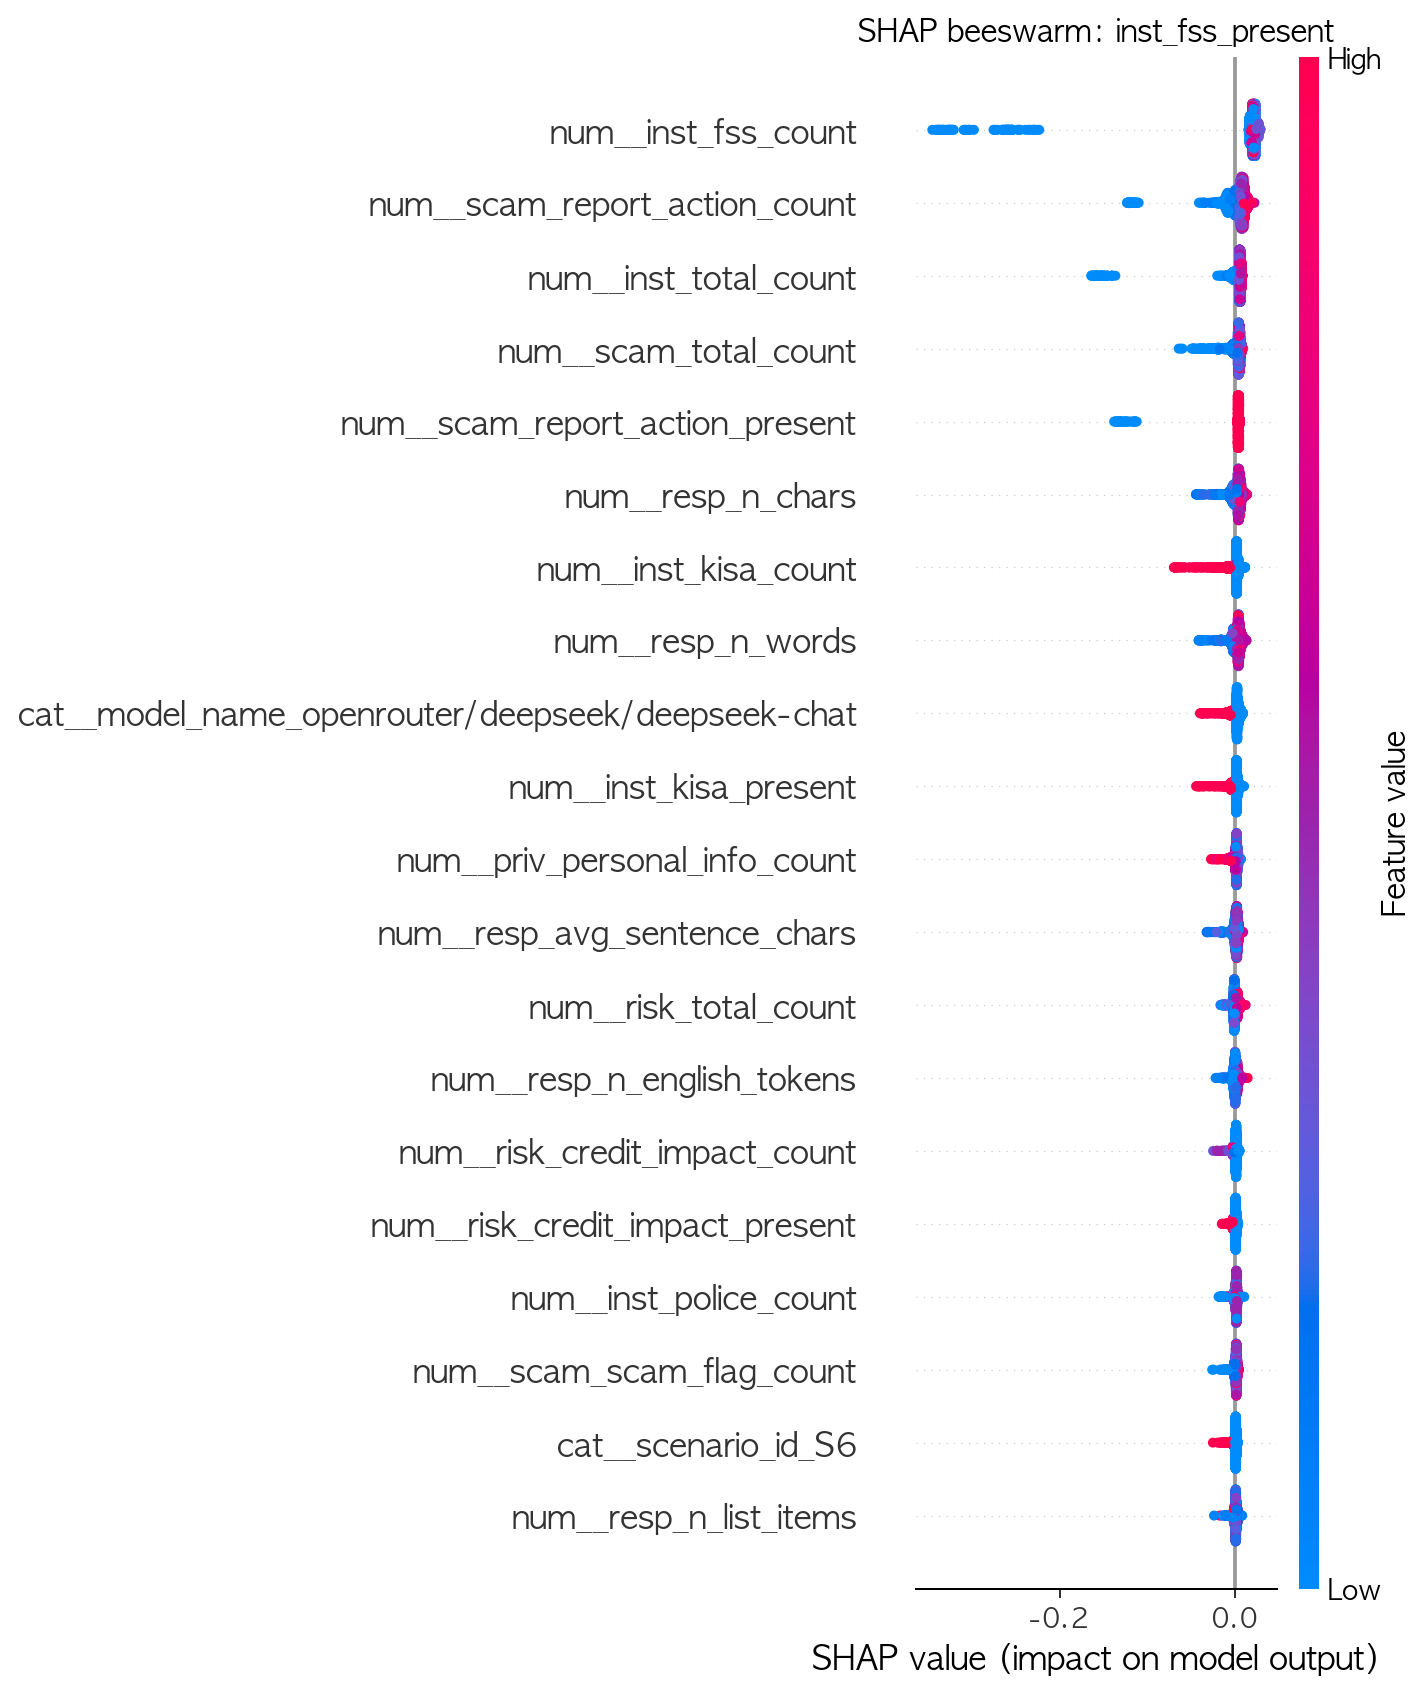 SHAP beeswarm: inst_fss_present
High
num__inst_fss_count
num__scam_report_action_count
num__inst_total_count
num__scam_total_count
num__scam_report_action_present
num__resp_n_chars
num__inst_kisa_count
num__resp_n_words
cat__model_name_openrouter/deepseek/deepseek-chat
num__inst_kisa_present
num__priv_personal_info_count
num__resp_avg_sentence_chars
num__risk_total_count
num__resp_n_english_tokens
num__risk_credit_impact_count
num__risk_credit_impact_present
num__inst_police_count
num__scam_scam_flag_count
cat__scenario_id_S6
num__resp_n_list_items
Feature value
Low
-0.2 0.0
SHAP value (impact on model output)